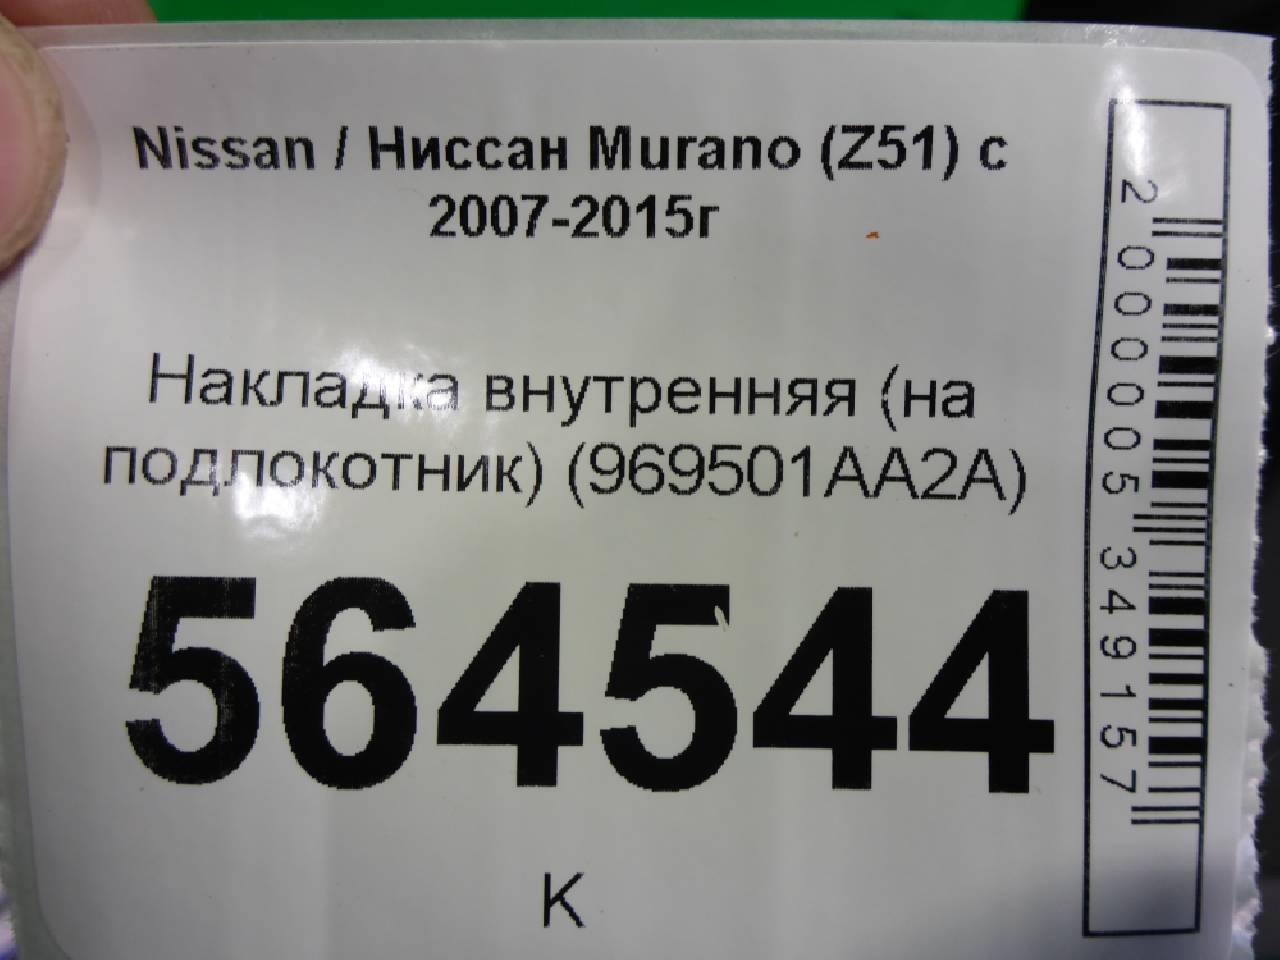 Nissan / Ниссан Murano (Z51) с
2007-2015г
Накладка внутренняя (на
подлокотник) (969501AA2A)
564544
К
2000005349157